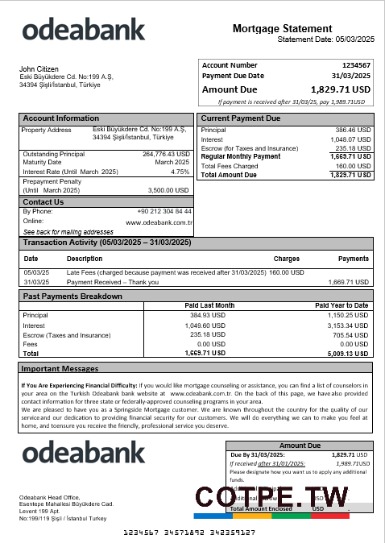 odeabank
Mortgage Statement
Statement Date: 05/03/2025
John Citizen
Eski Büyükdere Cd. No:199 A.Ş,
34394 Şişli/İstanbul, Türkiye
Account Number 1234567
Payment Due Date 31/03/2025
Amount Due 1,829.71 USD
If payment is received after 31/03/25, pay 1,989.71USD
Account Information
Property Address Eski Büyükdere Cd. No:199 A.Ş,
34394 Şişli/İstanbul, Türkiye
Outstanding Principal 264,776.43 USD
Maturity Date March 2025
Interest Rate (Until March 2025) 4.75%
Prepayment Penalty
(Until March 2025) 3,500.00 USD
Contact Us
By Phone: +90 212 304 84 44
Online: www.odeabank.com.tr
See back for mailing addresses
Current Payment Due
Principal 386.46 USD
Interest 1,048.07 USD
Escrow (for Taxes and Insurance) 235.18 USD
Regular Monthly Payment 1,669.71 USD
Total Fees Charged 160.00 USD
Total Amount Due 1,829.71 USD
Transaction Activity (05/03/2025 – 31/03/2025)
Date Description Charges Payments
05/03/25 Late Fees (charged because payment was received after 31/03/2025) 160.00 USD
31/03/25 Payment Received – Thank you 1,669.71 USD
Past Payments Breakdown
Paid Last Month Paid Year to Date
Principal 384.93 USD 1,150.25 USD
Interest 1,049.60 USD 3,153.34 USD
Escrow (Taxes and Insurance) 235.18 USD 705.54 USD
Fees 0.00 USD 0.00 USD
Total 1,669.71 USD 5,009.13 USD
Important Messages
If You Are Experiencing Financial Difficulty: If you would like mortgage counseling or assistance, you can find a list of counselors in
your area on the Turkish Odeabank bank website at www.odeabank.com.tr. On the back of this page, we have also provided
contact information for three state or federally-approved counseling programs in your area.
We are pleased to have you as a Springside Mortgage customer. We are known throughout the country for the quality of our
service and our dedication to providing financial security for our customers. We will do everything we can to make you feel at
home, and to ensure you receive the friendly, professional service you deserve.
odeabank
Odeabank Head Office,
Esentepe Mahallesi Büyükdere Cad.
Levent 199 Apt.
No:199/119 Şişli / İstanbul Turkey
Amount Due
Due By 31/03/2025: 1,829.71 USD
If received after 31/01/2025: 1,989.71USD
Please designate how you want us to apply any additional
funds.
COTPE.TW
Total Amount Enclosed USD
1234567 34571892 342359127